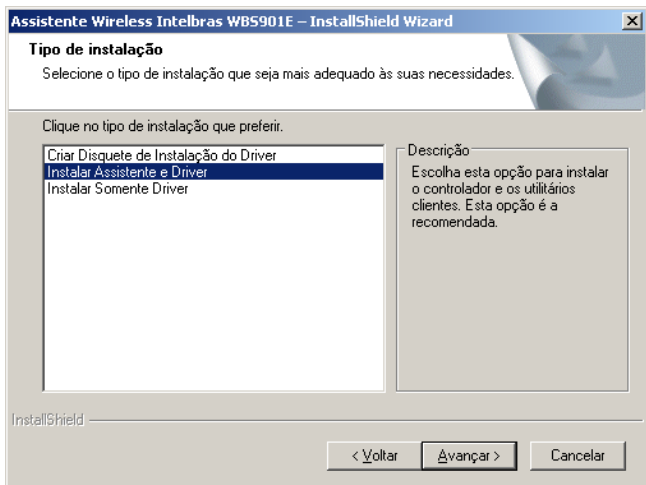 Assistente Wireless Intelbras WBS901E – InstallShield Wizard
Tipo de instalação
Selecione o tipo de instalação que seja mais adequado às suas necessidades.
Clique no tipo de instalação que preferir.
Criar Disquete de Instalação do Driver
Instalar Assistente e Driver
Instalar Somente Driver
Descrição
Escolha esta opção para instalar
o controlador e os utilitários
clientes. Esta opção é a
recomendada.
InstallShield
< Voltar
Avançar >
Cancelar